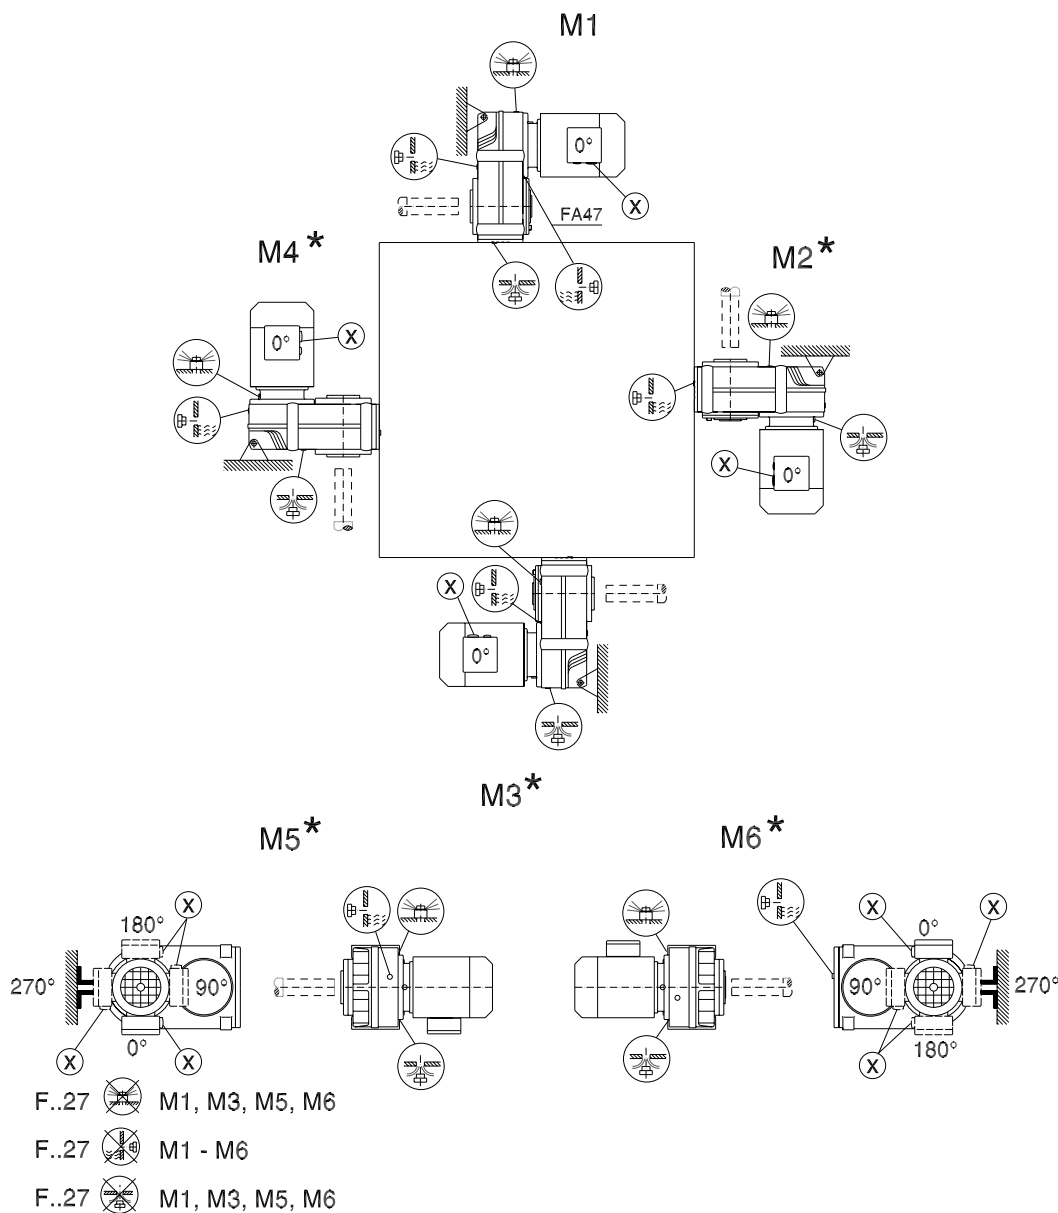 M1
0°
X
FA47
M4*
M2*
0°
X
X
0°
X
0°
M3*
M5*
M6*
X
180°
270°
90°
0°
X
X
X
X
0°
90°
270°
180°
X
F..27 M1, M3, M5, M6
F..27 M1 - M6
F..27 M1, M3, M5, M6